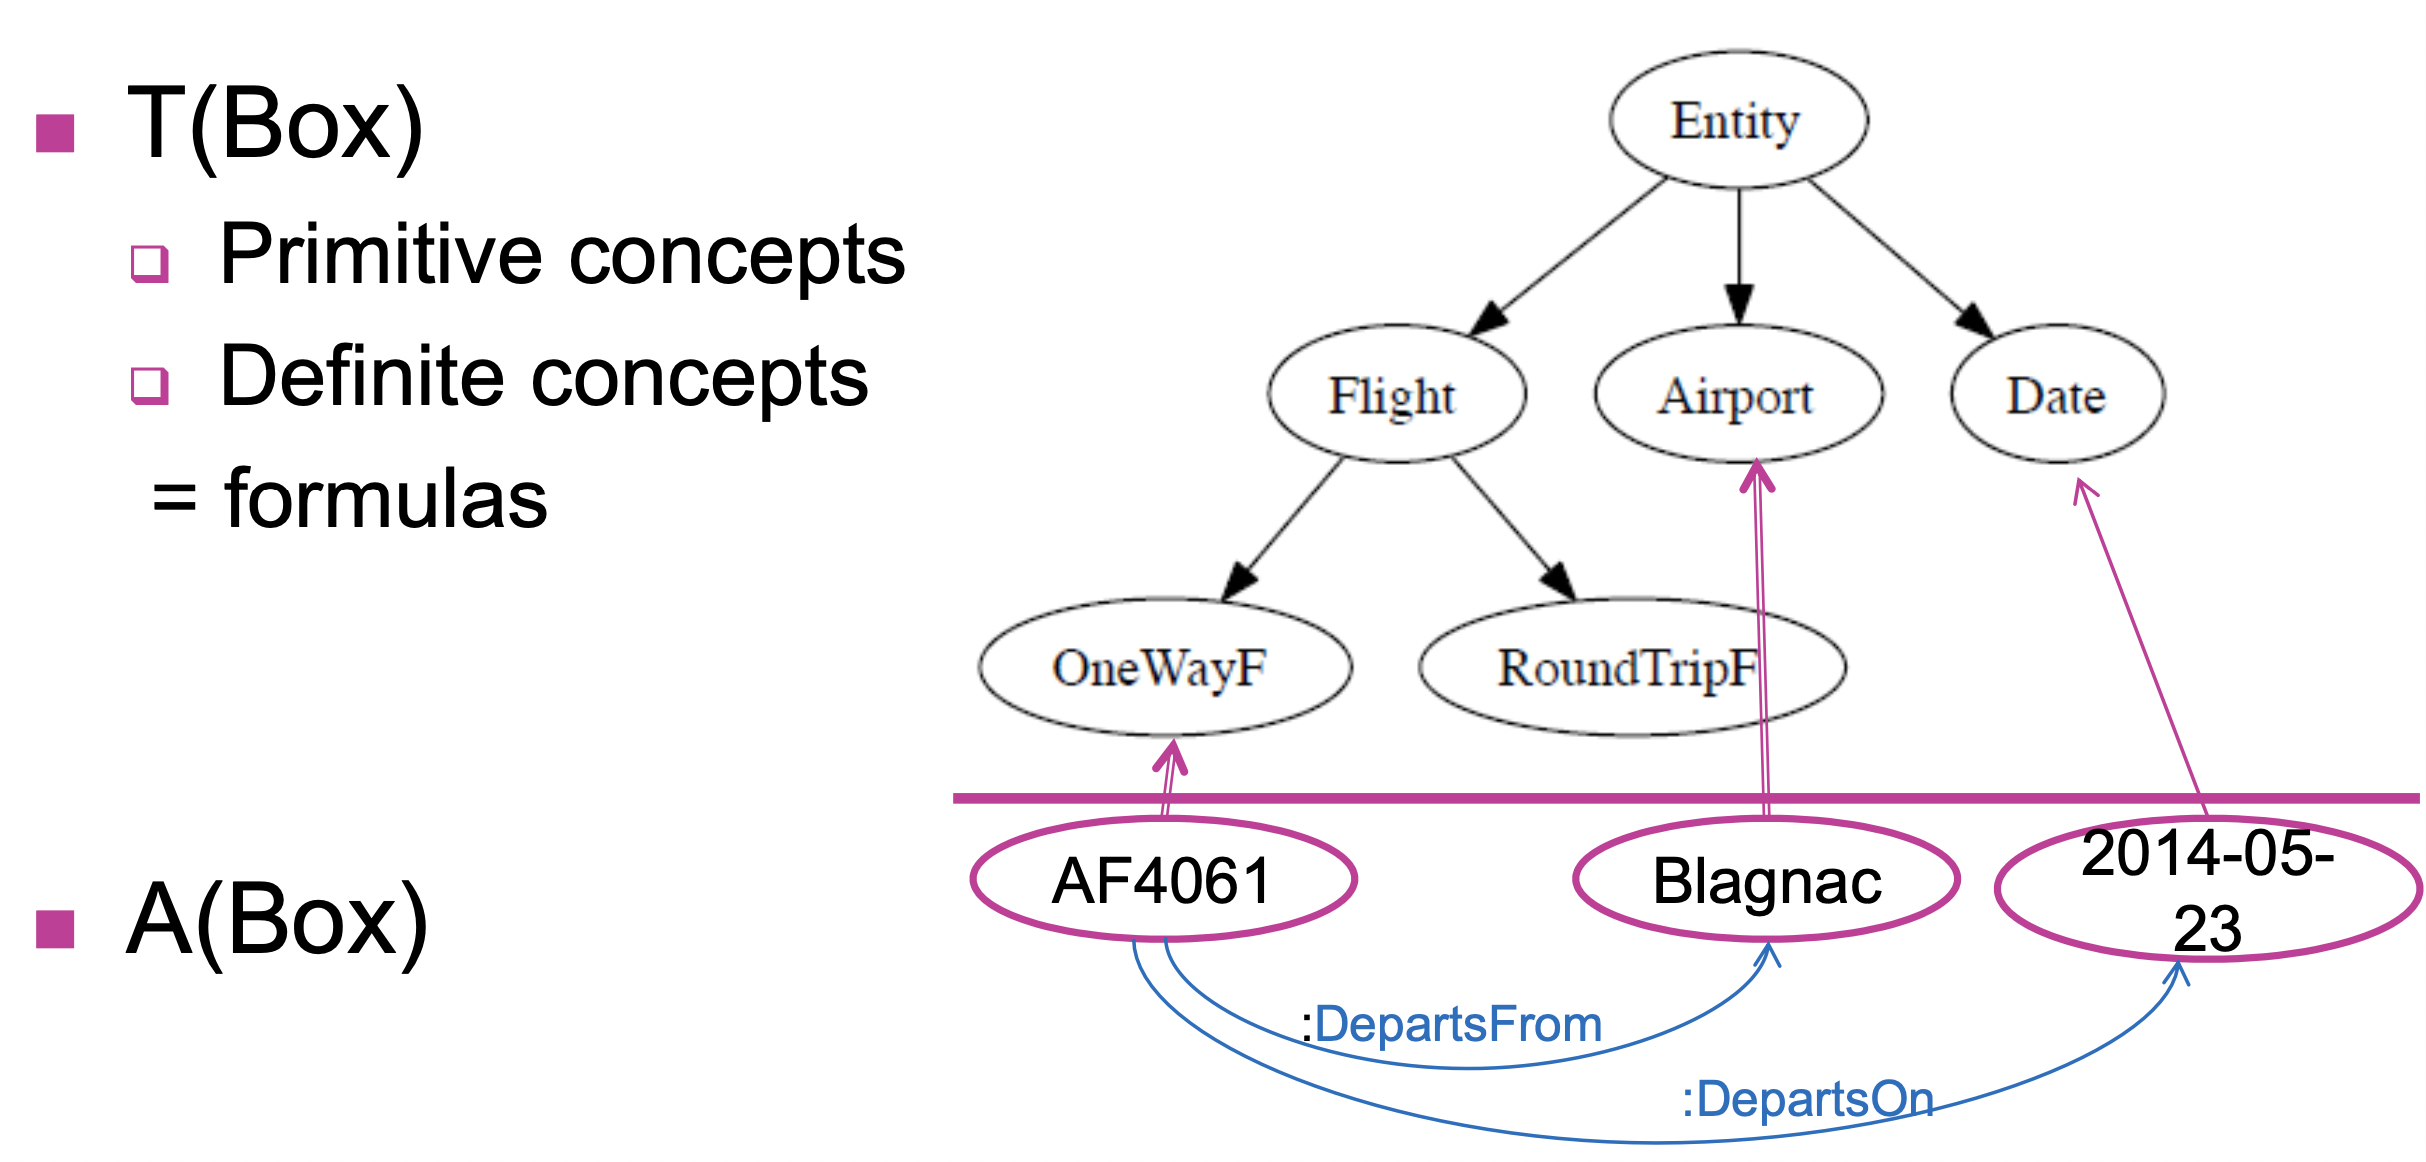 T(Box)
Primitive concepts
Definite concepts
= formulas
A(Box)
Entity
Flight
Airport
Date
OneWayF
RoundTripF
AF4061
Blagnac
2014-05-
23
:DepartsFrom
:DepartsOn